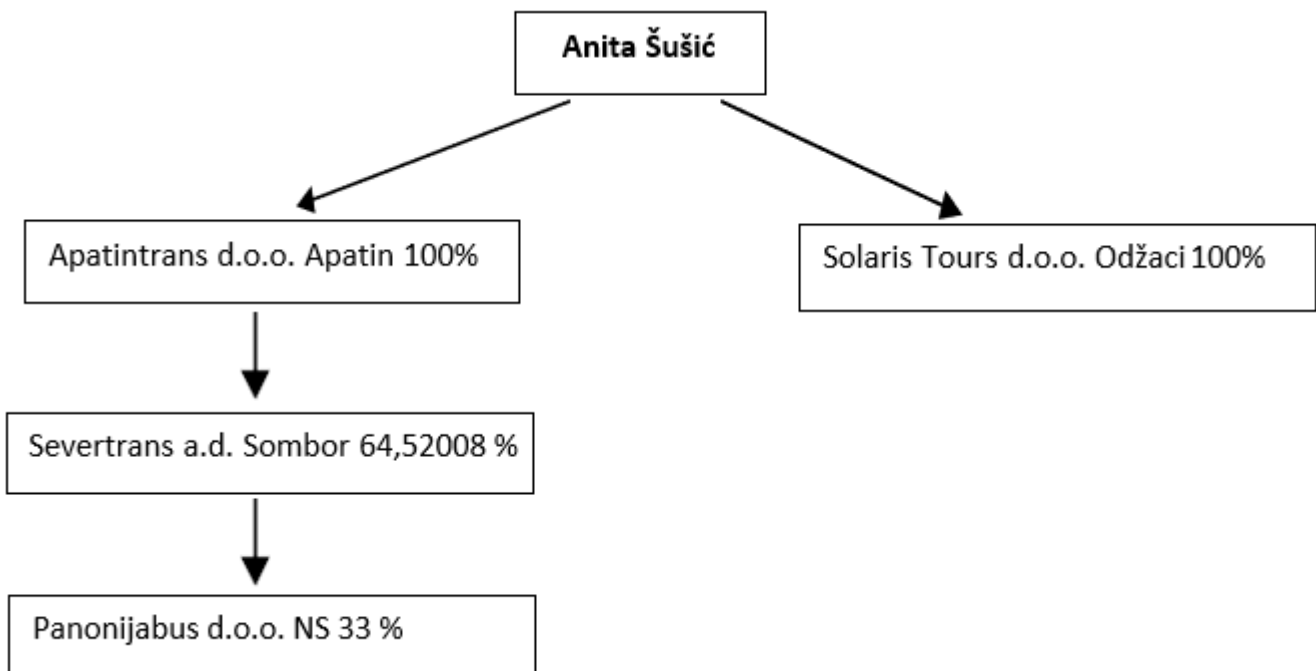 Anita Šušić
Apatintrans d.o.o. Apatin 100%
Solaris Tours d.o.o. Odžaci 100%
Severtrans a.d. Sombor 64,52008 %
Panonijabus d.o.o. NS 33 %